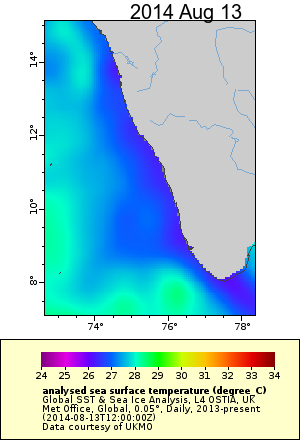 2014 Aug 13
14°
12°
10°
8°
74° 76° 78°
24 25 26 27 28 29 30 31 32 33 34
analysed sea surface temperature (degree_C)
Global SST & Sea Ice Analysis, L4 OSTIA, UK
Met Office, Global, 0.05°, Daily, 2013-present
(2014-08-13T12:00:00Z)
Data courtesy of UKMO